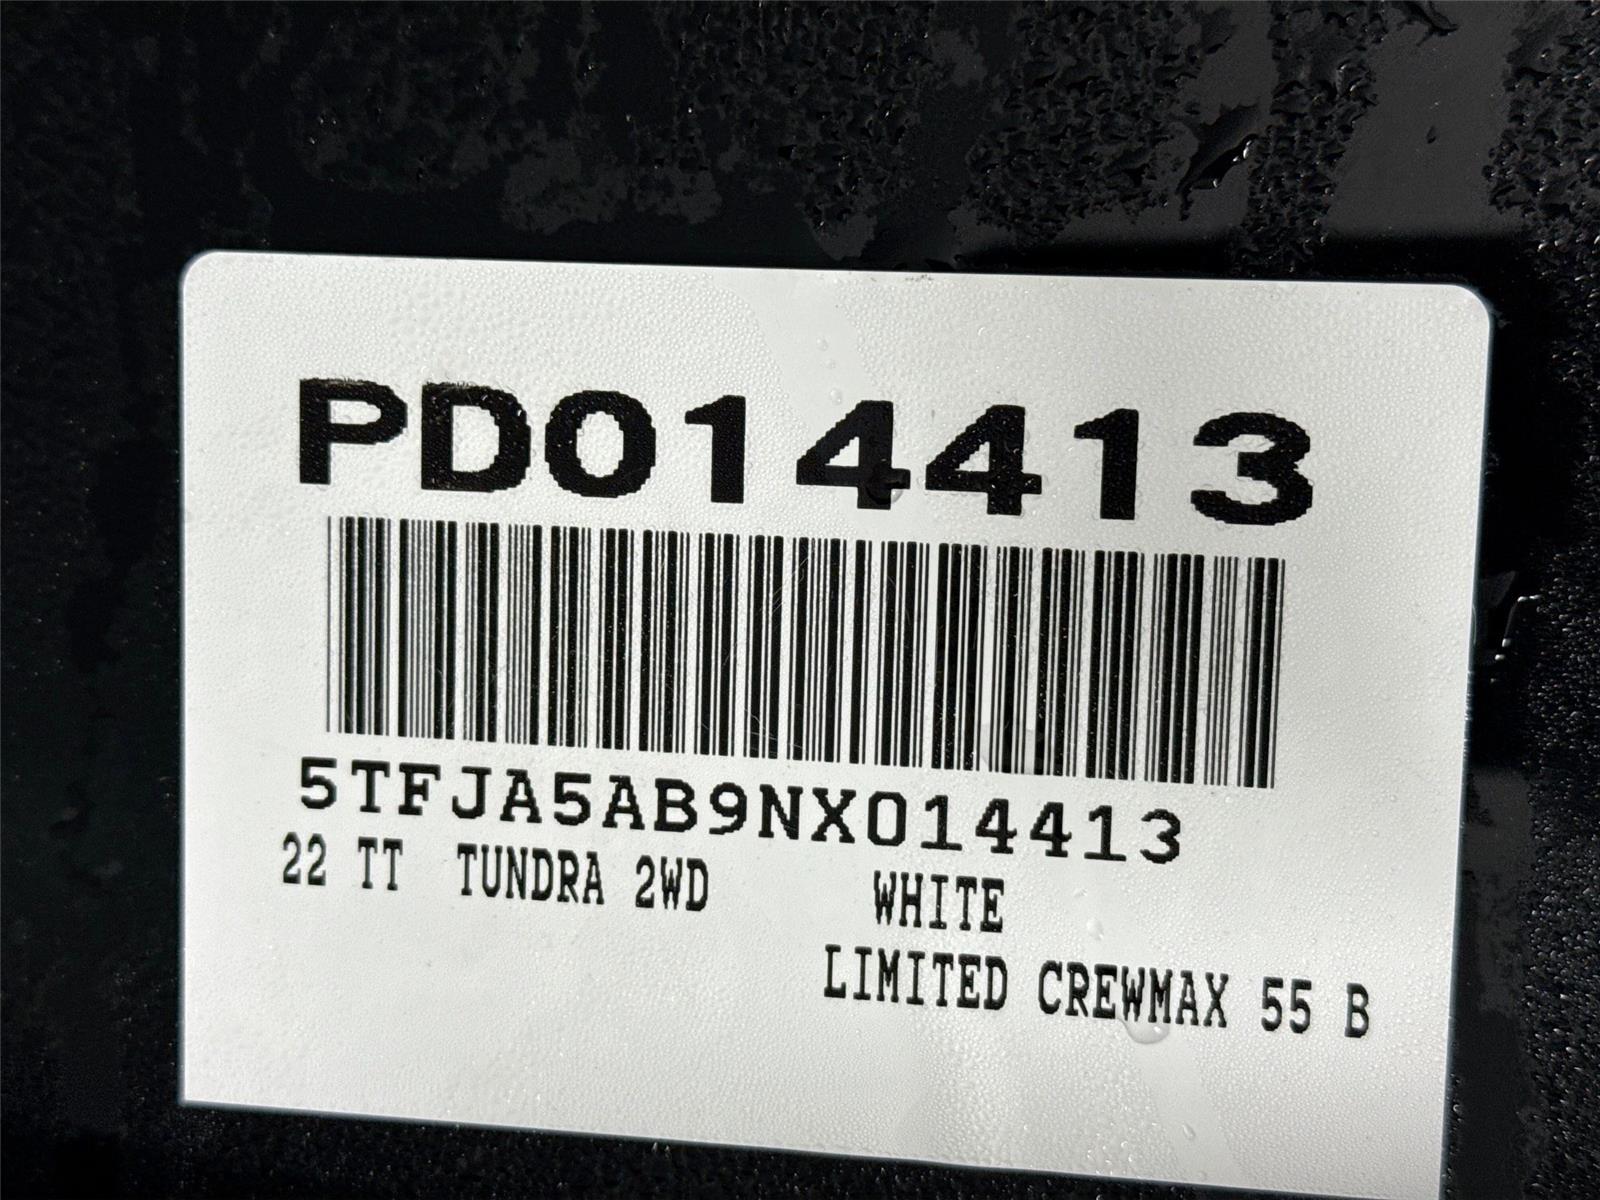 PD014413
5TFJA5AB9NX014413
22 TT TUNDRA 2WD WHITE
LIMITED CREWMAX 55 B